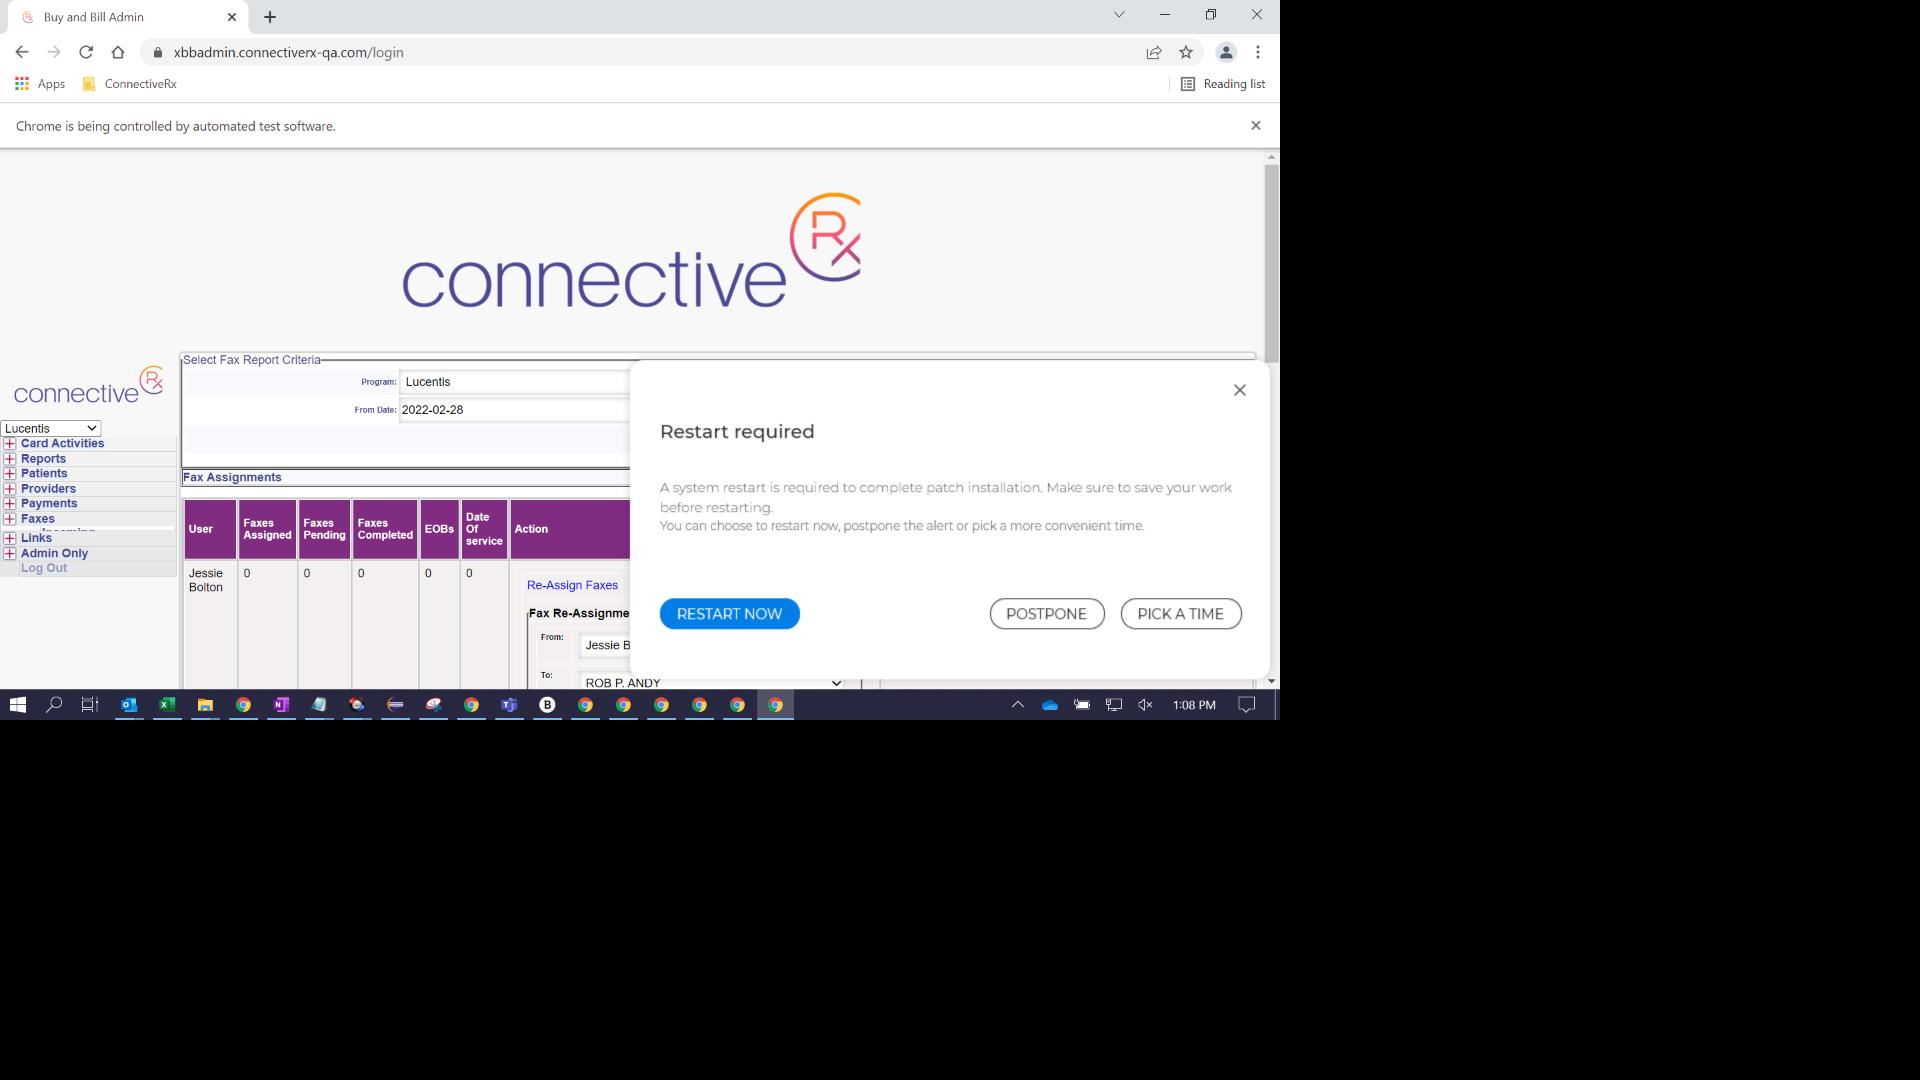 Buy and Bill Admin
xbbadmin.connectiverx-qa.com/login
Apps
ConnectiveRx
Reading list
Chrome is being controlled by automated test software.
connective Rx
connective Rx
Lucentis
Card Activities
Reports
Patients
Providers
Payments
Faxes
Incoming
Links
Admin Only
Log Out
Select Fax Report Criteria
Program: Lucentis
From Date: 2022-02-28
Fax Assignments
User Faxes Assigned Faxes Pending Faxes Completed EOBs Date Of service Action
Jessie Bolton 0 0 0 0 0
Re-Assign Faxes
Fax Re-Assignme
From: Jessie B
To: ROB P. ANDY
Restart required
A system restart is required to complete patch installation. Make sure to save your work
before restarting.
You can choose to restart now, postpone the alert or pick a more convenient time.
RESTART NOW POSTPONE PICK A TIME
1:08 PM